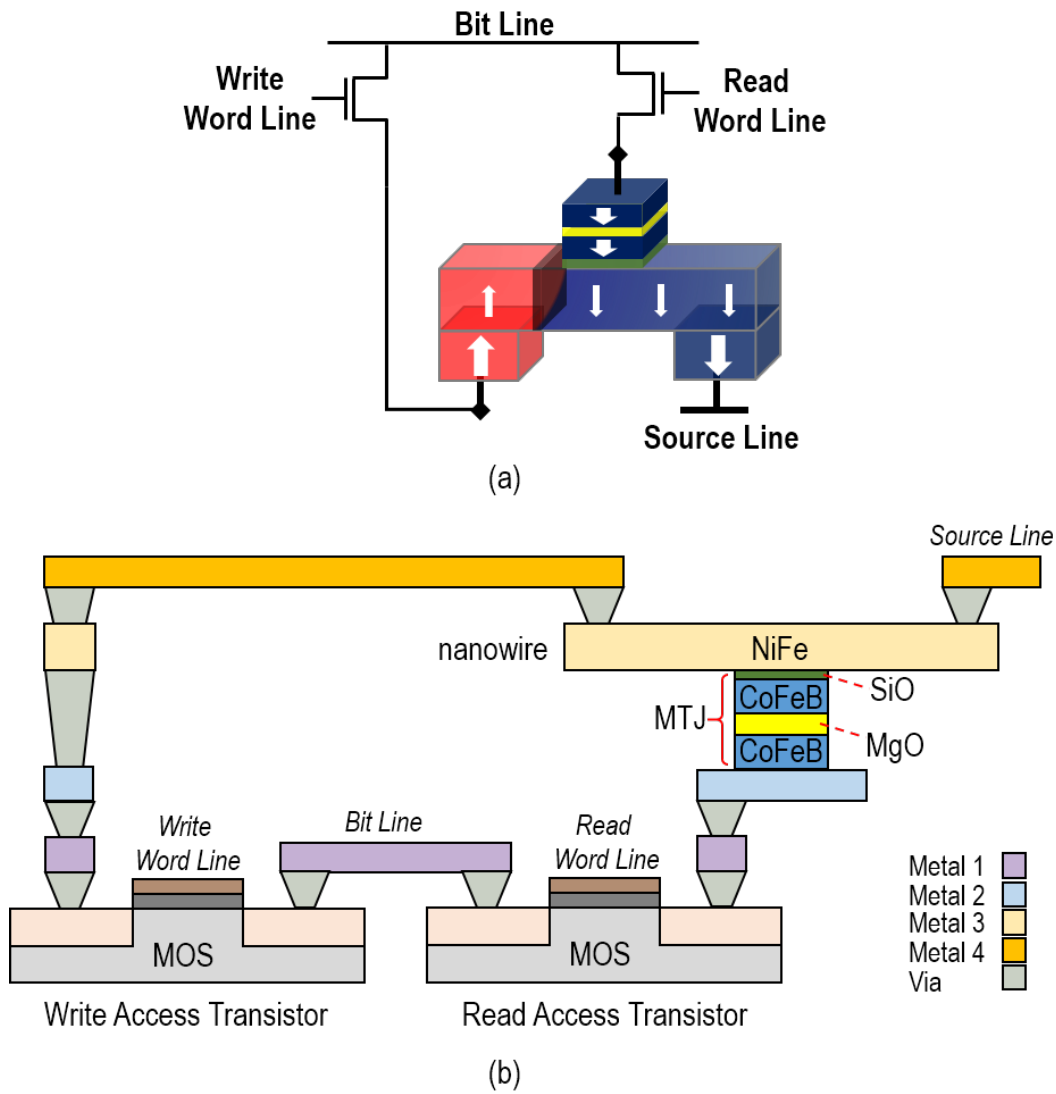 Bit Line
Write
Word Line
Read
Word Line
Source Line
(a)
Source Line
nanowire
NiFe
SiO
CoFeB
MTJ
MgO
CoFeB
Write
Word Line
Bit Line
Read
Word Line
Metal 1
Metal 2
Metal 3
Metal 4
Via
MOS
MOS
Write Access Transistor
Read Access Transistor
(b)